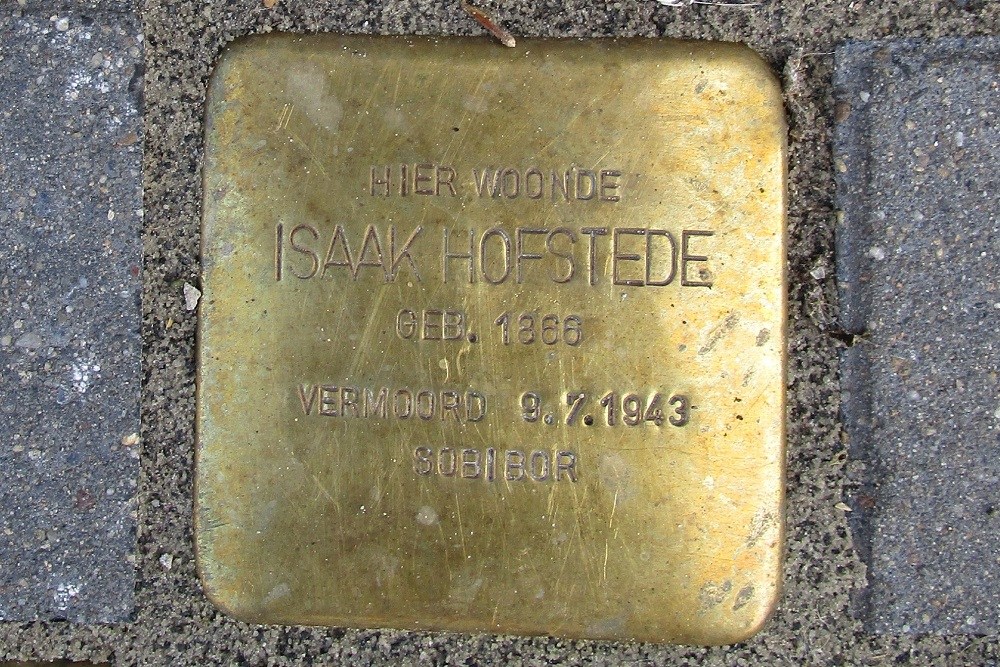 HIER WOONDE
ISAAK HOFSTEDE
GEB. 1866
VERMOORD 9.7.1943
SOBIBOR